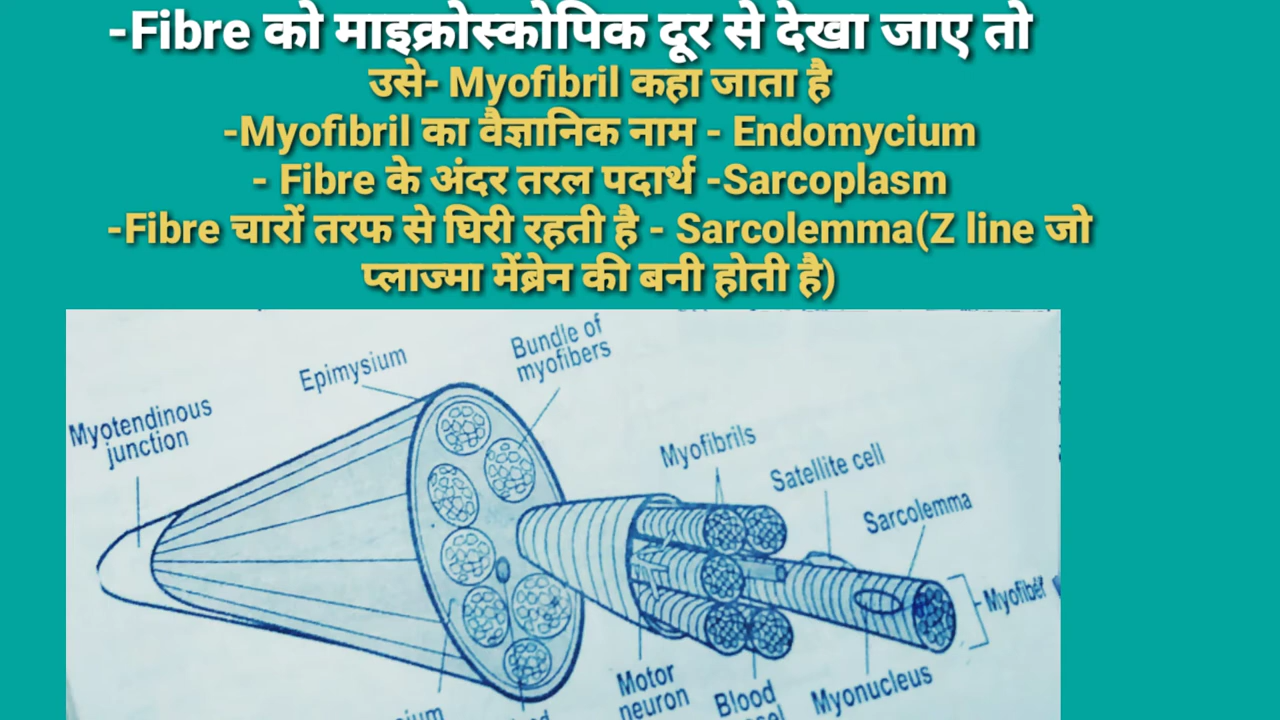 -Fibre को माइक्रोस्कोपिक दूर से देखा जाए तो
उसे- Myofibril कहा जाता है
-Myofibril का वैज्ञानिक नाम - Endomycium
- Fibre के अंदर तरल पदार्थ -Sarcoplasm
-Fibre चारों तरफ से घिरी रहती है - Sarcolemma(Z line जो
प्लाज्मा मेंब्रेन की बनी होती है)
Bundle of
myofibers
Epimysium
Myotendinous
junction
Myofibrils
Satellite cell
Sarcolemma
Myofiber
Motor
neuron
Blood
Myonucleus